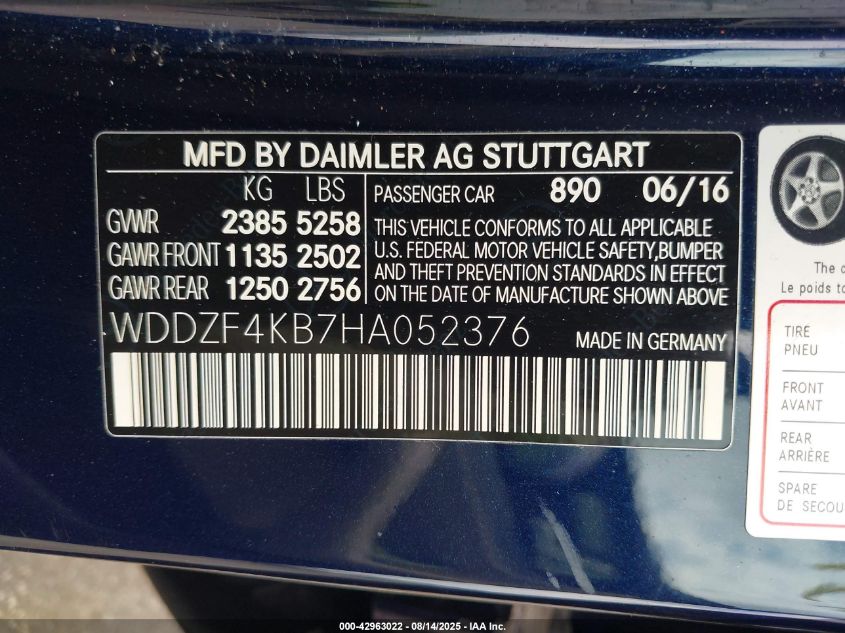 MFD BY DAIMLER AG STUTTGART
KG LBS
GVWR 2385 5258
GAWR FRONT 1135 2502
GAWR REAR 1250 2756
PASSENGER CAR 890 06/16
THIS VEHICLE CONFORMS TO ALL APPLICABLE
U.S. FEDERAL MOTOR VEHICLE SAFETY,BUMPER
AND THEFT PREVENTION STANDARDS IN EFFECT
ON THE DATE OF MANUFACTURE SHOWN ABOVE
WDDZF4KB7HA052376 MADE IN GERMANY
The c
Le poids to
TIRE
PNEU
FRONT
AVANT
REAR
ARRIÈRE
SPARE
DE SECOU
000-42963022 - 08/14/2025 - IAA Inc.